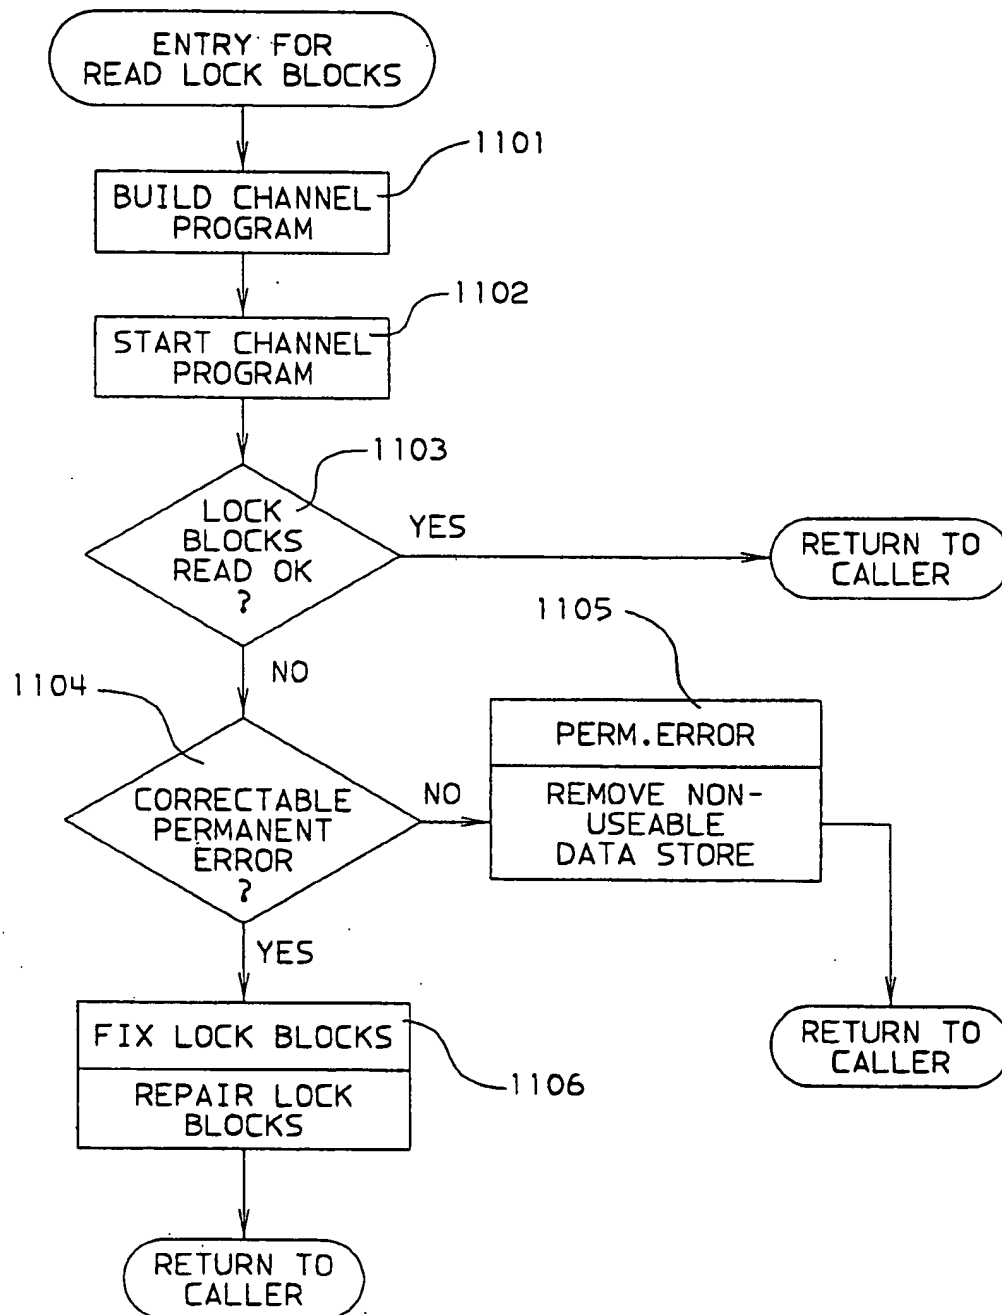 ENTRY FOR
READ LOCK BLOCKS
1101
BUILD CHANNEL
PROGRAM
1102
START CHANNEL
PROGRAM
1103
LOCK
BLOCKS
READ OK
?
YES
RETURN TO
CALLER
NO
1104
CORRECTABLE
PERMANENT
ERROR
?
NO
1105
PERM.ERROR
REMOVE NON-
USEABLE
DATA STORE
RETURN TO
CALLER
YES
FIX LOCK BLOCKS
REPAIR LOCK
BLOCKS
1106
RETURN TO
CALLER